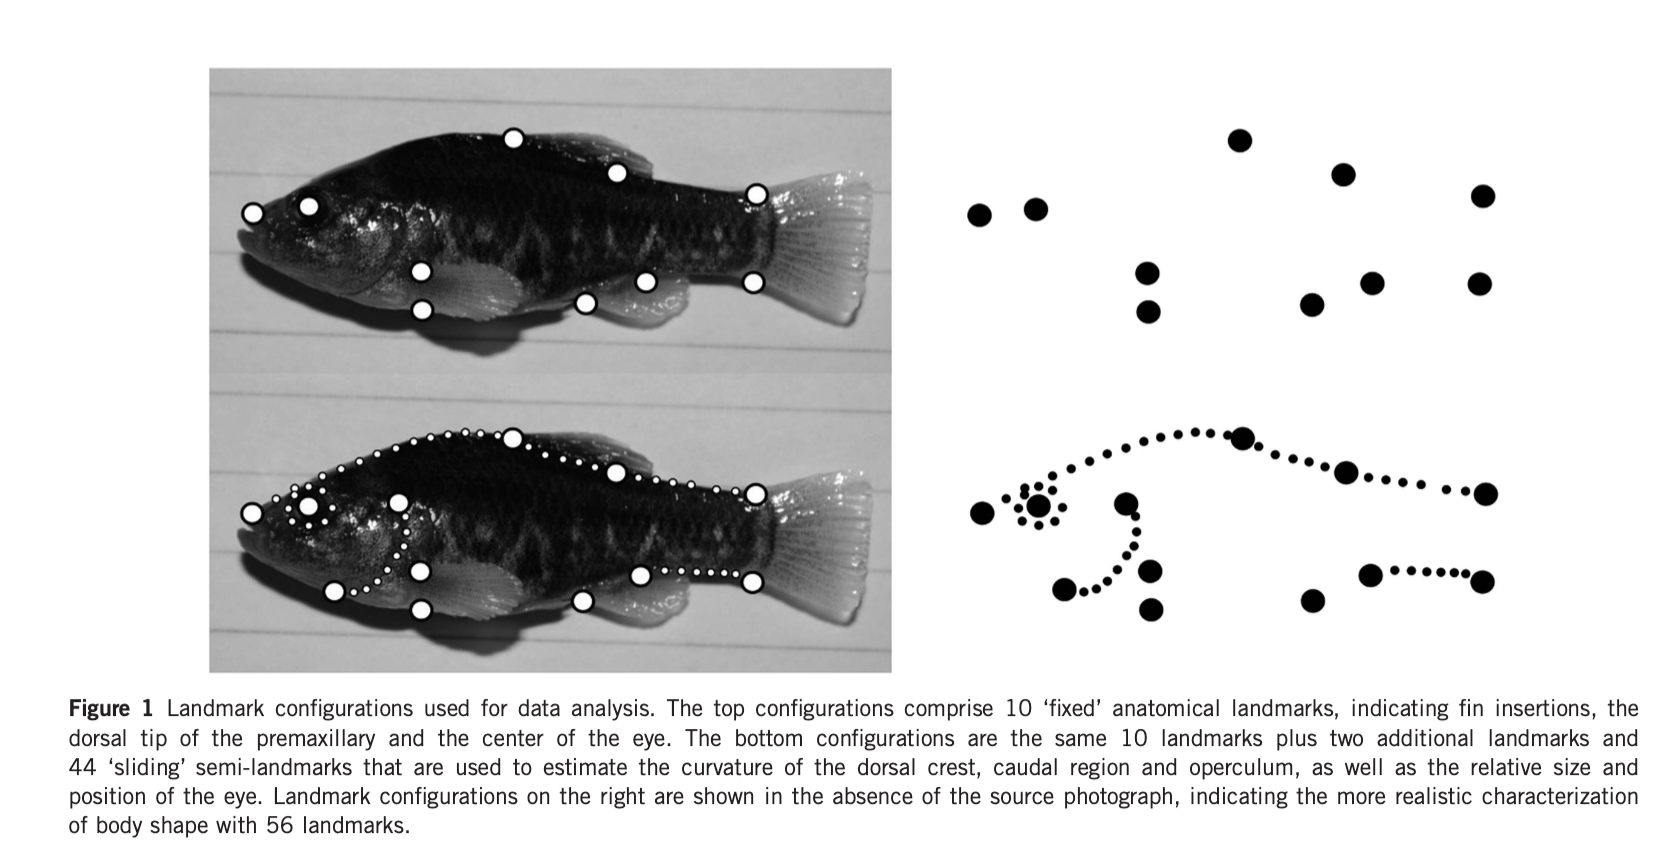 Figure 1 Landmark configurations used for data analysis. The top configurations comprise 10 ‘fixed’ anatomical landmarks, indicating fin insertions, the
dorsal tip of the premaxillary and the center of the eye. The bottom configurations are the same 10 landmarks plus two additional landmarks and
44 ‘sliding’ semi-landmarks that are used to estimate the curvature of the dorsal crest, caudal region and operculum, as well as the relative size and
position of the eye. Landmark configurations on the right are shown in the absence of the source photograph, indicating the more realistic characterization
of body shape with 56 landmarks.